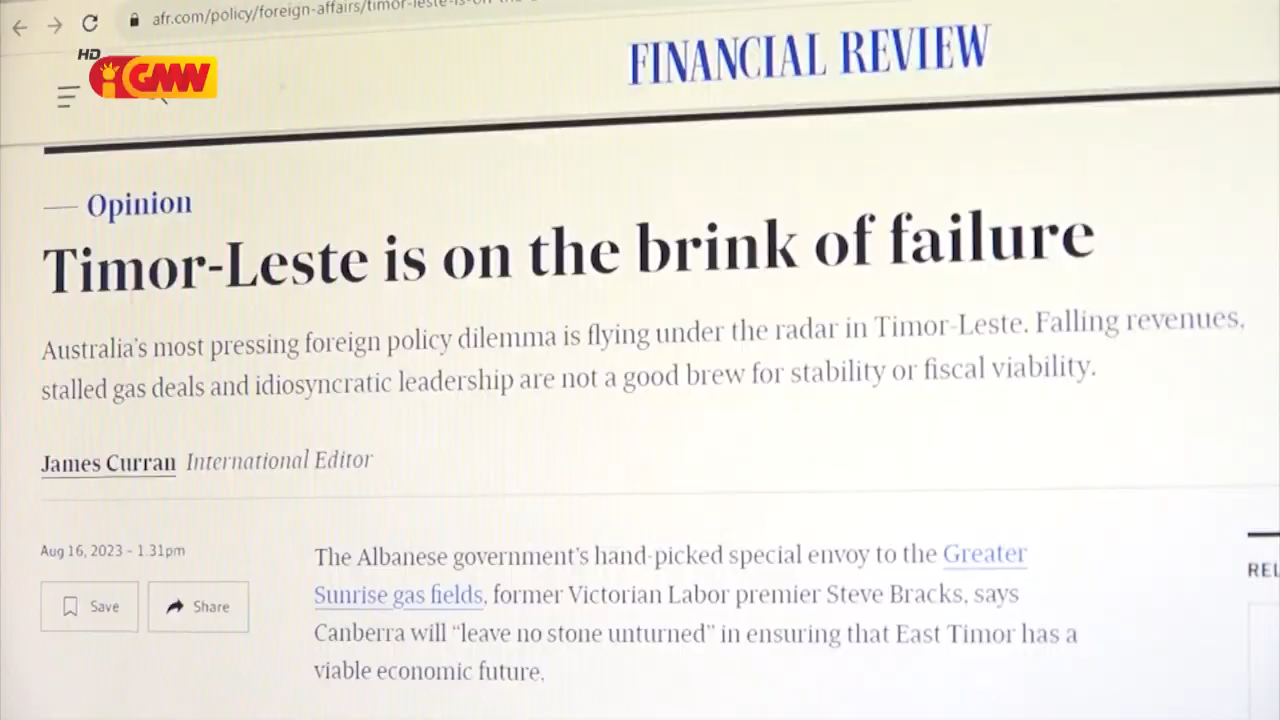 afr.com/policy/foreign-affairs/timor-leste-is-on-the
HD
GMW
FINANCIAL REVIEW
Opinion
Timor-Leste is on the brink of failure
Australia's most pressing foreign policy dilemma is flying under the radar in Timor-Leste. Falling revenues,
stalled gas deals and idiosyncratic leadership are not a good brew for stability or fiscal viability.
James Curran International Editor
Aug 16, 2023 – 1.31pm
Save
Share
The Albanese government's hand-picked special envoy to the Greater
Sunrise gas fields, former Victorian Labor premier Steve Bracks, says
Canberra will “leave no stone unturned” in ensuring that East Timor has a
viable economic future.
REL